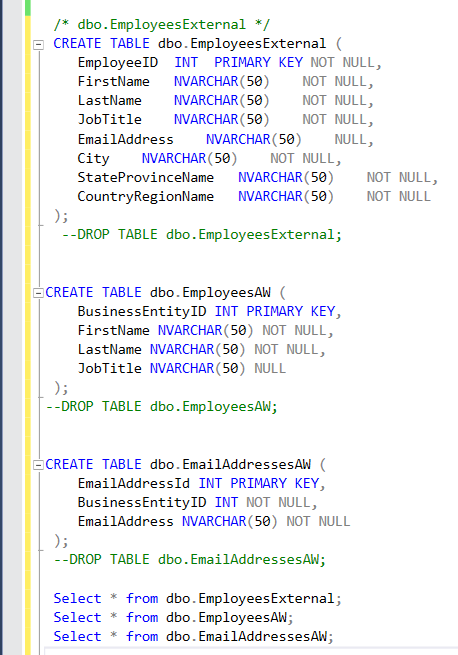 /* dbo.EmployeesExternal */
CREATE TABLE dbo.EmployeesExternal (
EmployeeID INT PRIMARY KEY NOT NULL,
FirstName NVARCHAR(50) NOT NULL,
LastName NVARCHAR(50) NOT NULL,
JobTitle NVARCHAR(50) NOT NULL,
EmailAddress NVARCHAR(50) NULL,
City NVARCHAR(50) NOT NULL,
StateProvinceName NVARCHAR(50) NOT NULL,
CountryRegionName NVARCHAR(50) NOT NULL
);
--DROP TABLE dbo.EmployeesExternal;
CREATE TABLE dbo.EmployeesAW (
BusinessEntityID INT PRIMARY KEY,
FirstName NVARCHAR(50) NOT NULL,
LastName NVARCHAR(50) NOT NULL,
JobTitle NVARCHAR(50) NULL
);
--DROP TABLE dbo.EmployeesAW;
CREATE TABLE dbo.EmailAddressesAW (
EmailAddressId INT PRIMARY KEY,
BusinessEntityID INT NOT NULL,
EmailAddress NVARCHAR(50) NOT NULL
);
--DROP TABLE dbo.EmailAddressesAW;
Select * from dbo.EmployeesExternal;
Select * from dbo.EmployeesAW;
Select * from dbo.EmailAddressesAW;